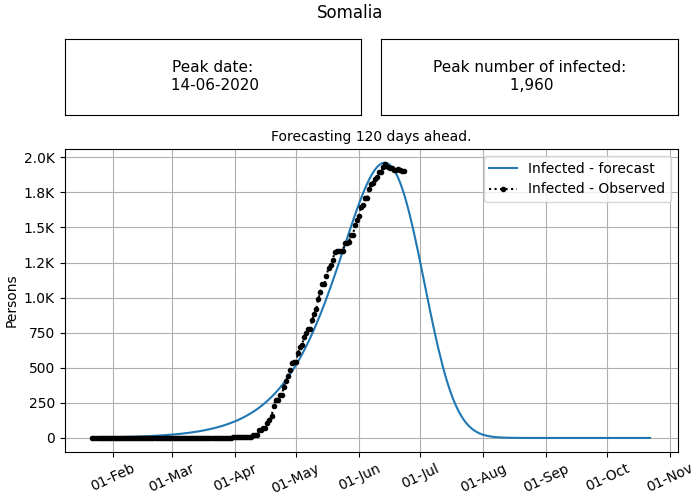 Somalia
Peak date:
14-06-2020
Peak number of infected:
1,960
Forecasting 120 days ahead.
Infected - forecast
Infected - Observed
2.0K
1.8K
1.5K
1.2K
1.0K
750
500
250
0
Persons
01-Feb
01-Mar
01-Apr
01-May
01-Jun
01-Jul
01-Aug
01-Sep
01-Oct
01-Nov